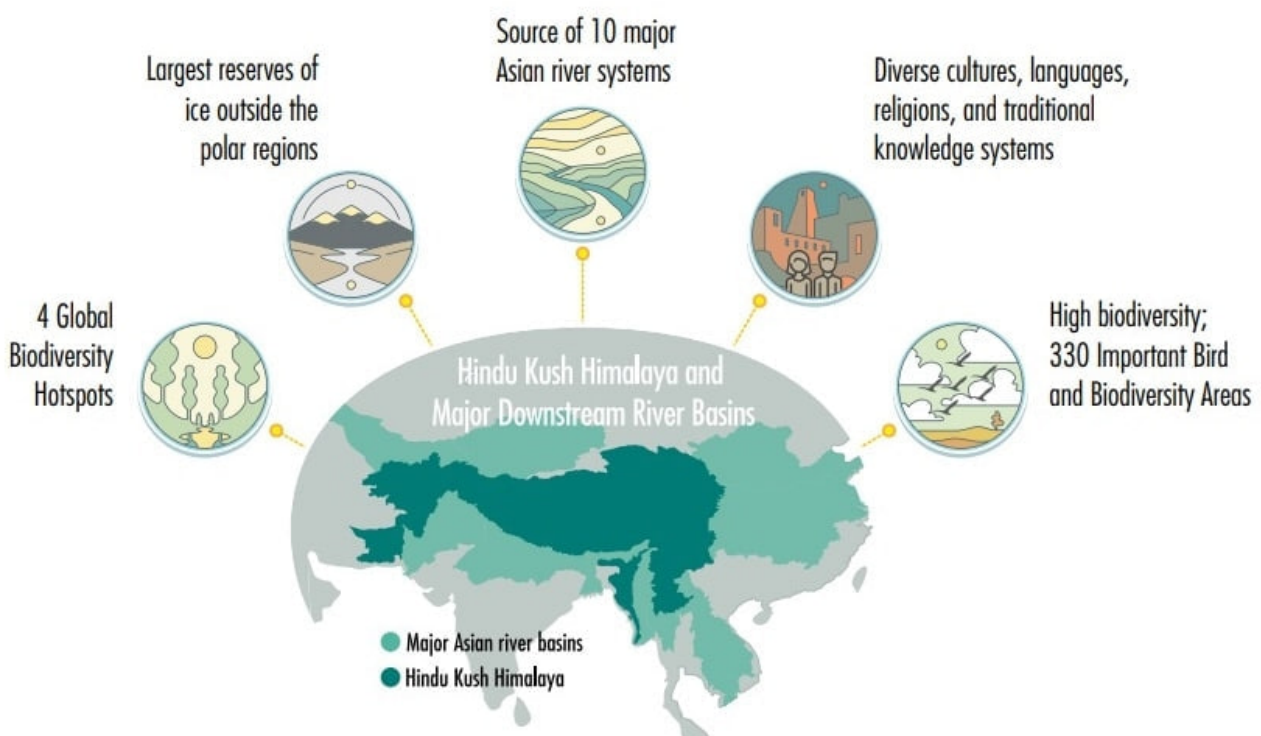 Source of 10 major
Asian river systems
Largest reserves of
ice outside the
polar regions
Diverse cultures, languages,
religions, and traditional
knowledge systems
4 Global
Biodiversity
Hotspots
High biodiversity;
330 Important Bird
and Biodiversity Areas
Hindu Kush Himalaya and
Major Downstream River Basins
Major Asian river basins
Hindu Kush Himalaya